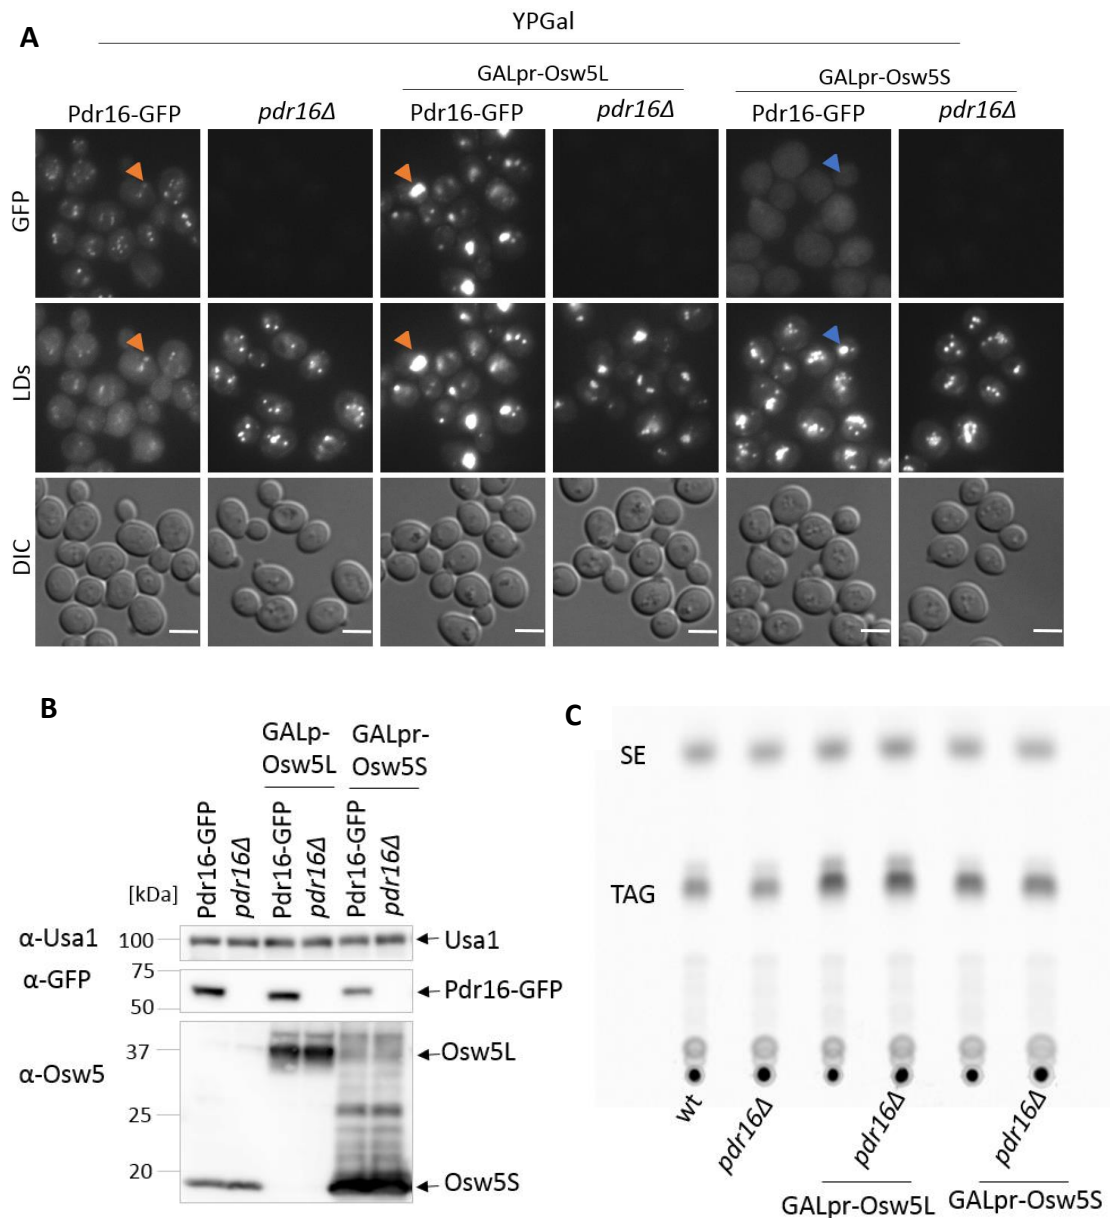 A
YPGal
GALpr-Osw5L
GALpr-Osw5S
Pdr16-GFP
pdr16Δ
Pdr16-GFP
pdr16Δ
Pdr16-GFP
pdr16Δ
GFP
LDs
DIC
B
GALp-
Osw5L
GALpr-
Osw5S
Pdr16-GFP
pdr16Δ
Pdr16-GFP
pdr16Δ
Pdr16-GFP
pdr16Δ
[kDa]
α-Usa1
100
Usa1
α-GFP
75
50
Pdr16-GFP
α-Osw5
37
25
20
Osw5L
Osw5S
C
SE
TAG
wt
pdr16Δ
pdr16Δ
pdr16Δ
GALpr-Osw5L
GALpr-Osw5S